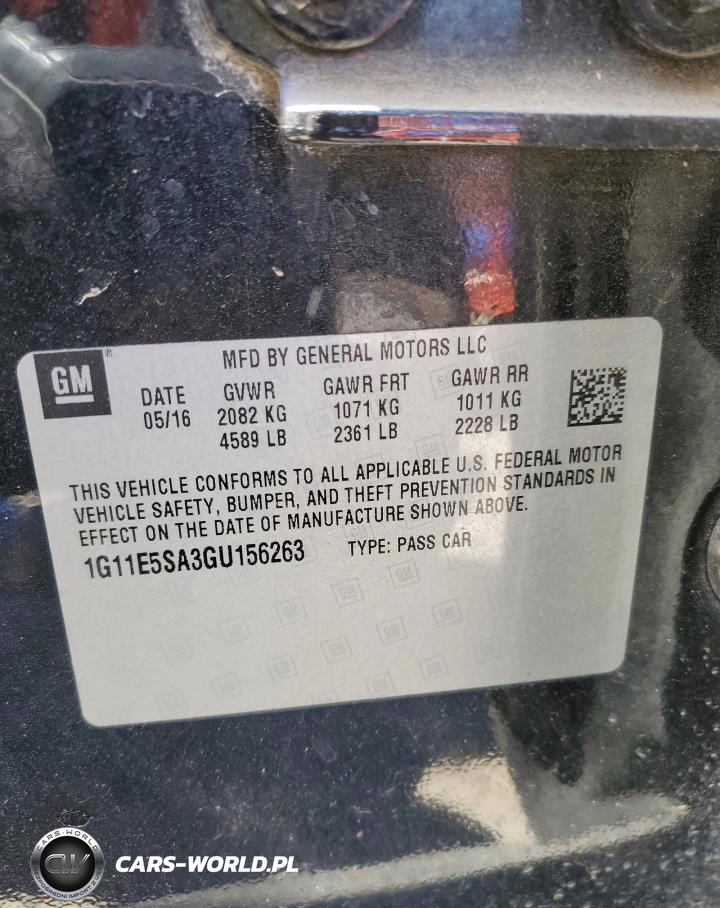 GM
MFD BY GENERAL MOTORS LLC
DATE GVWR GAWR FRT GAWR RR
05/16 2082 KG 1071 KG 1011 KG
4589 LB 2361 LB 2228 LB
THIS VEHICLE CONFORMS TO ALL APPLICABLE U.S. FEDERAL MOTOR
VEHICLE SAFETY, BUMPER, AND THEFT PREVENTION STANDARDS IN
EFFECT ON THE DATE OF MANUFACTURE SHOWN ABOVE.
1G11E5SA3GU156263 TYPE: PASS CAR
CARS-WORLD
CW
CARS-WORLD.PL